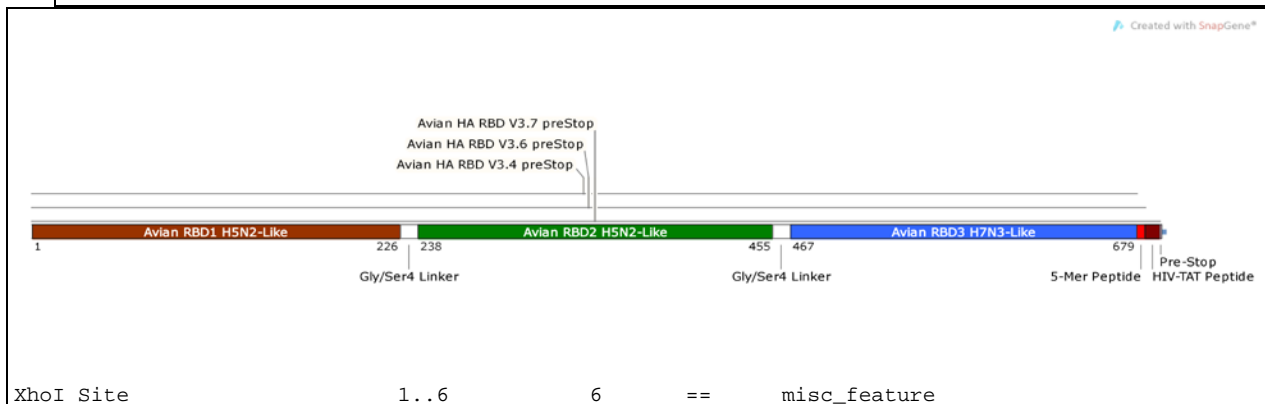 Created with SnapGene®
Avian HA RBD V3.7 preStop
Avian HA RBD V3.6 preStop
Avian HA RBD V3.4 preStop
Avian RBD1 H5N2-Like
Avian RBD2 H5N2-Like
Avian RBD3 H7N3-Like
1 226 238 455 467 679
Pre-Stop
Gly/Ser4 Linker Gly/Ser4 Linker 5-Mer Peptide HIV-TAT Peptide
XhoI Site 1..6 6 == misc_feature